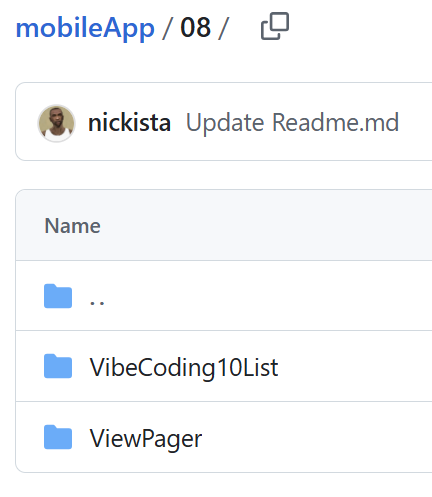 mobileApp / 08 /
nickista Update Readme.md
Name
..
VibeCoding10List
ViewPager